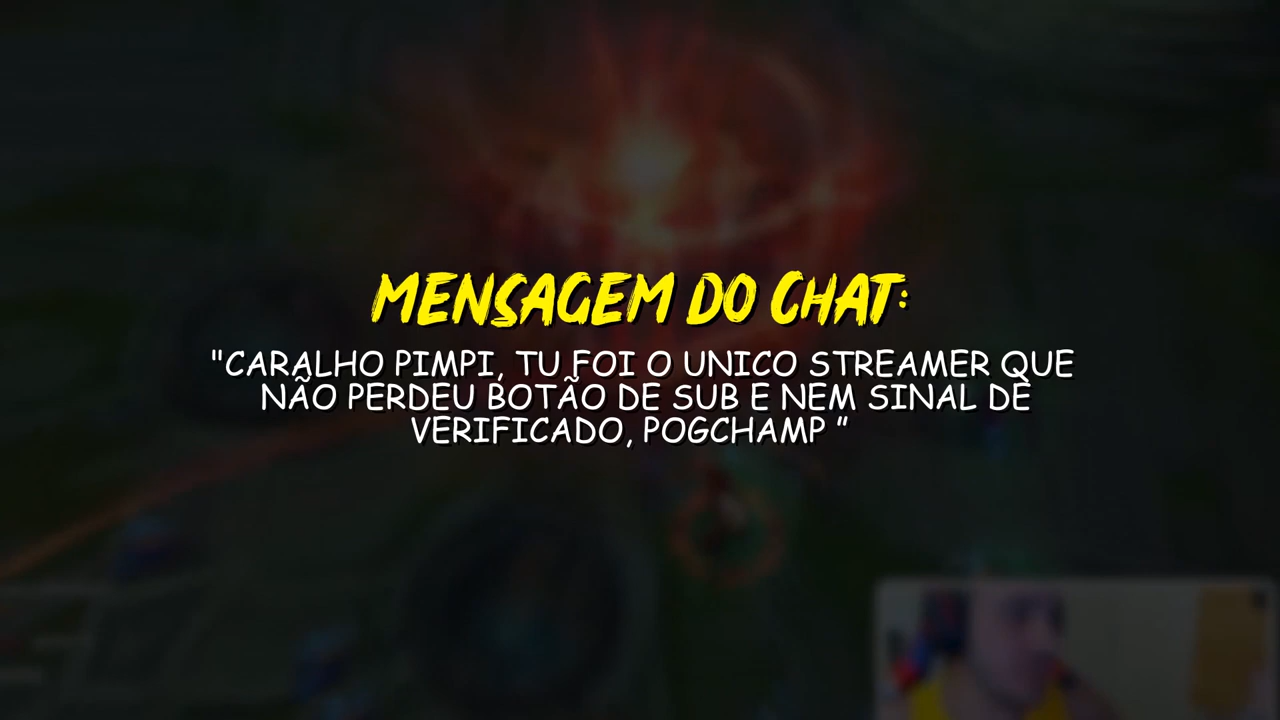 MENSAGEM DO CHAT:
"CARALHO PIMPI, TU FOI O UNICO STREAMER QUE
NÃO PERDEU BOTÃO DE SUB E NEM SINAL DE
VERIFICADO, POGCHAMP ”